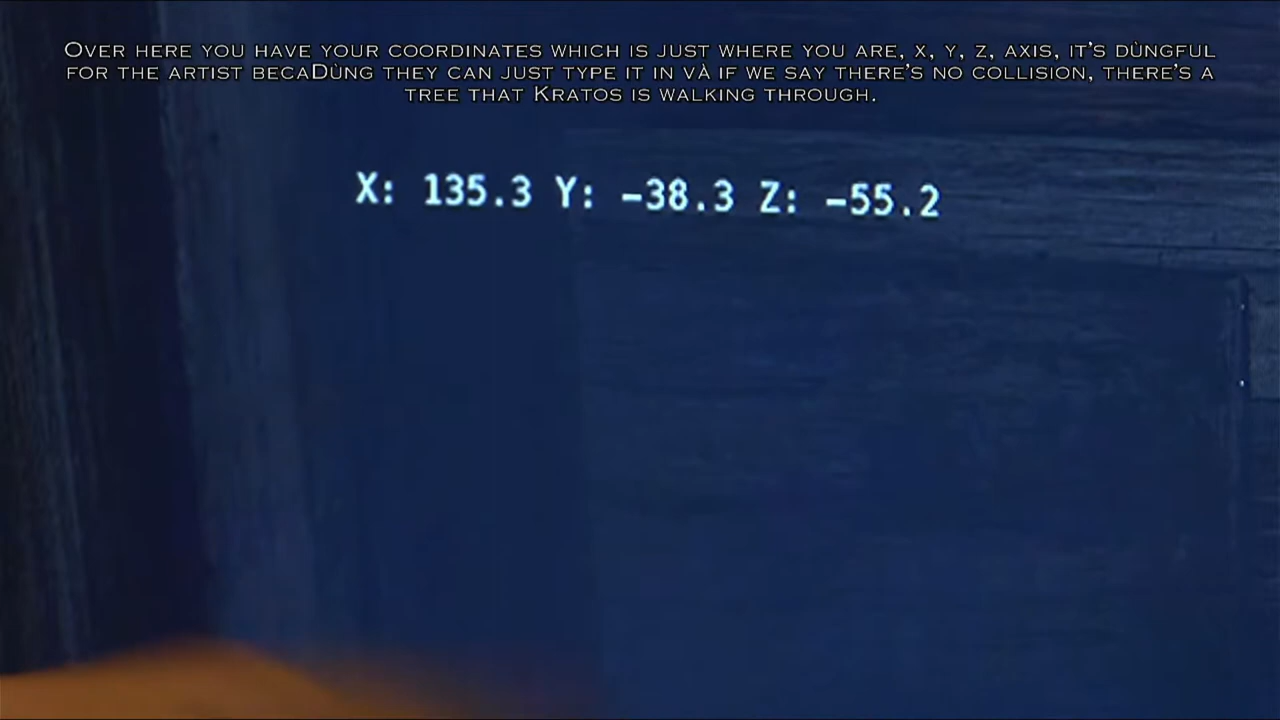 Over here you have your coordinates which is just where you are, x, y, z, axis, it's dùngful
for the artist becaDùng they can just type it in và if we say there's no collision, there's a
tree that Kratos is walking through.
X: 135.3 Y: -38.3 Z: -55.2